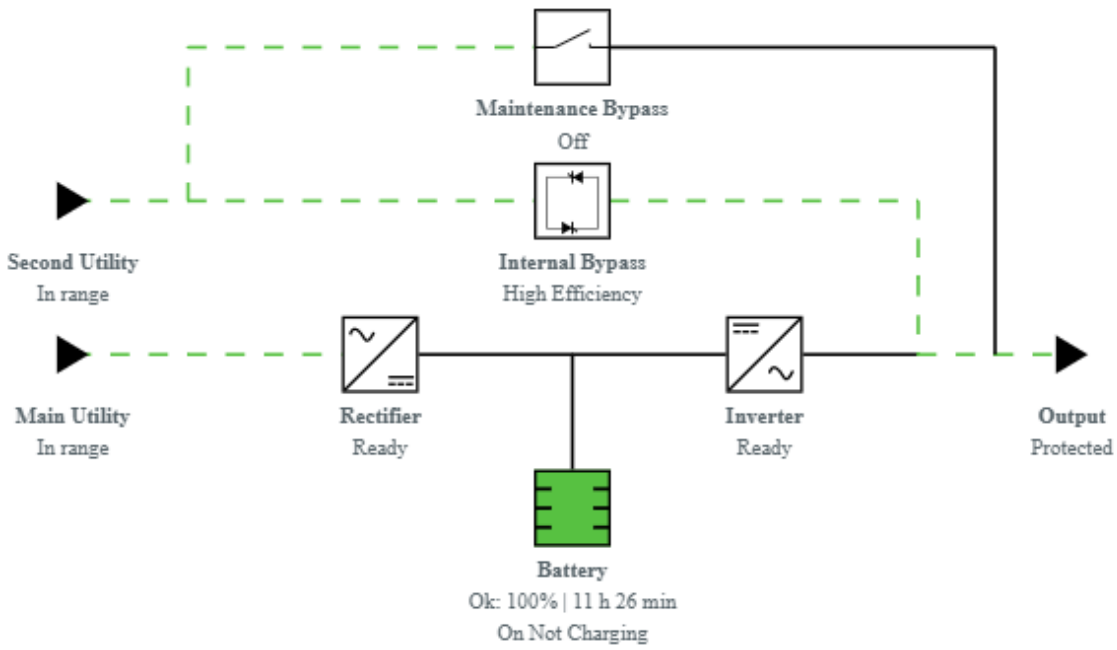 Maintenance Bypass
Off
Second Utility
In range
Internal Bypass
High Efficiency
Main Utility
In range
Rectifier
Ready
Inverter
Ready
Output
Protected
Battery
Ok: 100% | 11 h 26 min
On Not Charging